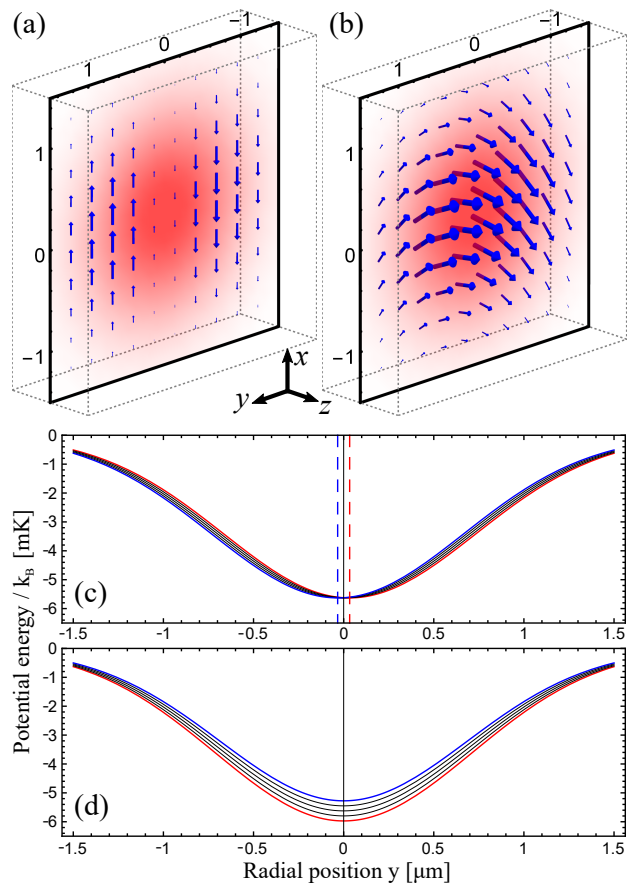 (a) (b)
1 0 −1 1 0 −1
1 1
0 0
−1 −1
x
y z
0
-1
-2
-3
-4
-5
-6
(c)
-1.5 -1 -0.5 0 0.5 1 1.5
0
-1
-2
-3
-4
-5
-6
(d)
-1.5 -1 -0.5 0 0.5 1 1.5
Potential energy / kB [mK]
Radial position y [μm]